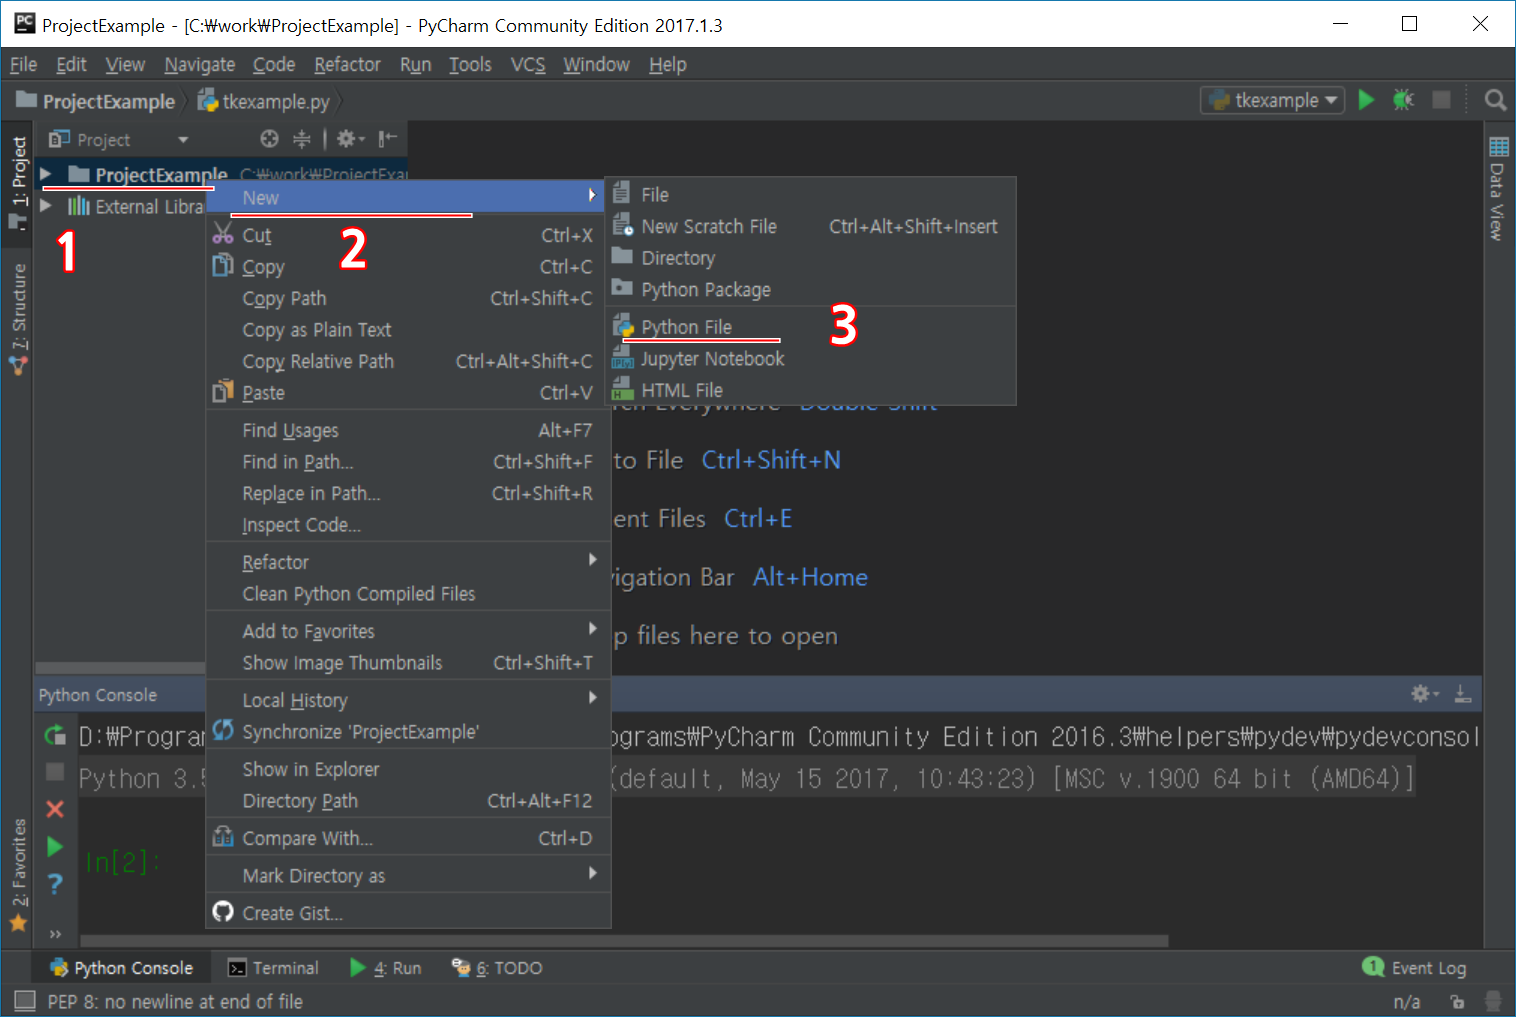 ProjectExample - [C:₩work₩ProjectExample] - PyCharm Community Edition 2017.1.3
File Edit View Navigate Code Refactor Run Tools VCS Window Help
ProjectExample tkexample.py
tkexample
1: Project
Project
ProjectExample C:₩work₩ProjectExa
External Libra
1
2
3
New
Cut Ctrl+X
Copy Ctrl+C
Copy Path Ctrl+Shift+C
Copy as Plain Text
Copy Relative Path Ctrl+Alt+Shift+C
Paste Ctrl+V
Find Usages Alt+F7
Find in Path... Ctrl+Shift+F
Replace in Path... Ctrl+Shift+R
Inspect Code...
Refactor
Clean Python Compiled Files
Add to Favorites
Show Image Thumbnails Ctrl+Shift+T
Local History
Synchronize 'ProjectExample'
Show in Explorer
Directory Path Ctrl+Alt+F12
Compare With... Ctrl+D
Mark Directory as
Create Gist...
File
New Scratch File Ctrl+Alt+Shift+Insert
Directory
Python Package
Python File
Jupyter Notebook
HTML File
Everywhere Double Shift
to File Ctrl+Shift+N
ent Files Ctrl+E
vigation Bar Alt+Home
p files here to open
Data View
7: Structure
2: Favorites
Python Console
D:₩Progra
ograms₩PyCharm Community Edition 2016.3₩helpers₩pydev₩pydevconsol
Python 3.5
(default, May 15 2017, 10:43:23) [MSC v.1900 64 bit (AMD64)]
In[2]:
Python Console Terminal 4: Run 6: TODO
1 Event Log
PEP 8: no newline at end of file
n/a